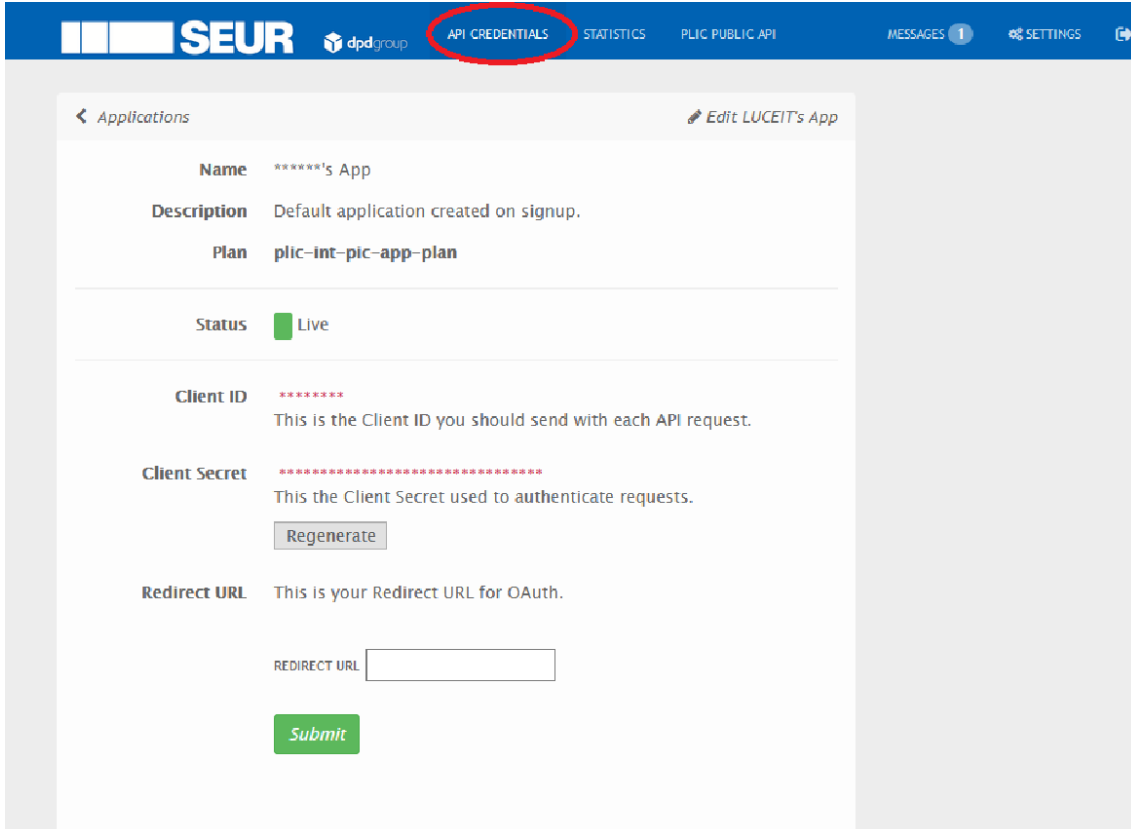 SEUR dpdgroup API CREDENTIALS STATISTICS PLIC PUBLIC API MESSAGES 1 SETTINGS
Applications Edit LUCEIT's App
Name ******'s App
Description Default application created on signup.
Plan plic-int-pic-app-plan
Status Live
Client ID ********
This is the Client ID you should send with each API request.
Client Secret ********************************
This the Client Secret used to authenticate requests.
Regenerate
Redirect URL This is your Redirect URL for OAuth.
REDIRECT URL
Submit